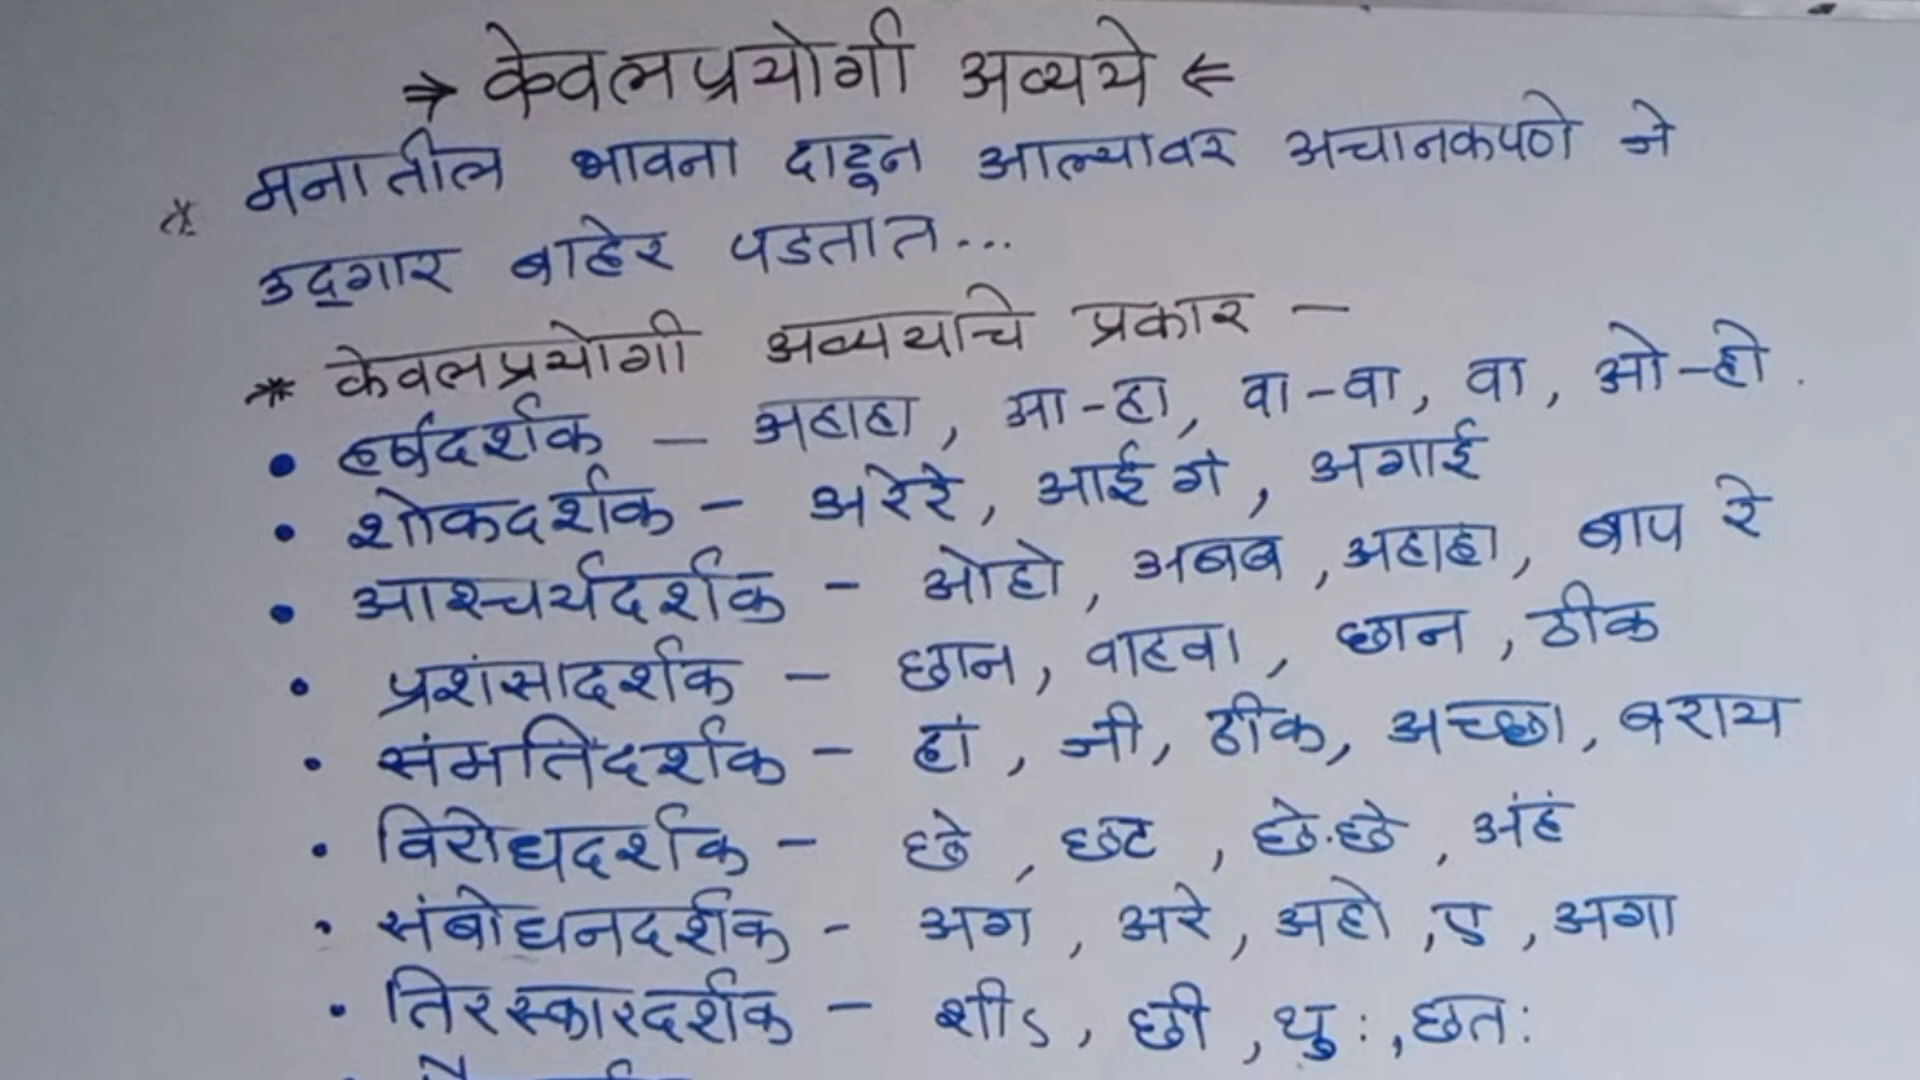 ⇒ केवलप्रयोगी अव्यये ⇐
* मनातील भावना दाटून आल्यावर अचानकपणे जे
उद्‌गार बाहेर पडतात...
* केवलप्रयोगी अव्ययाचे प्रकार –
• हर्षदर्शक – अहाहा, आ-हा, वा-वा, वा, ओ-हो.
• शोकदर्शक – अरेरे, आई गे, अगाई
• आश्चर्यदर्शक – ओहो, अबब, अहाहा, बाप रे
• प्रशंसादर्शक – छान, वाहवा, छान, ठीक
• संमतिदर्शक – हां, जी, ठीक, अच्छा, बराय
• विरोधदर्शक – छे, छट, छे.छे, अंहं
• संबोधनदर्शक - अग, अरे, अहो, ए, अगा
• तिरस्कारदर्शक – शीऽ, छी, थुः, छतः